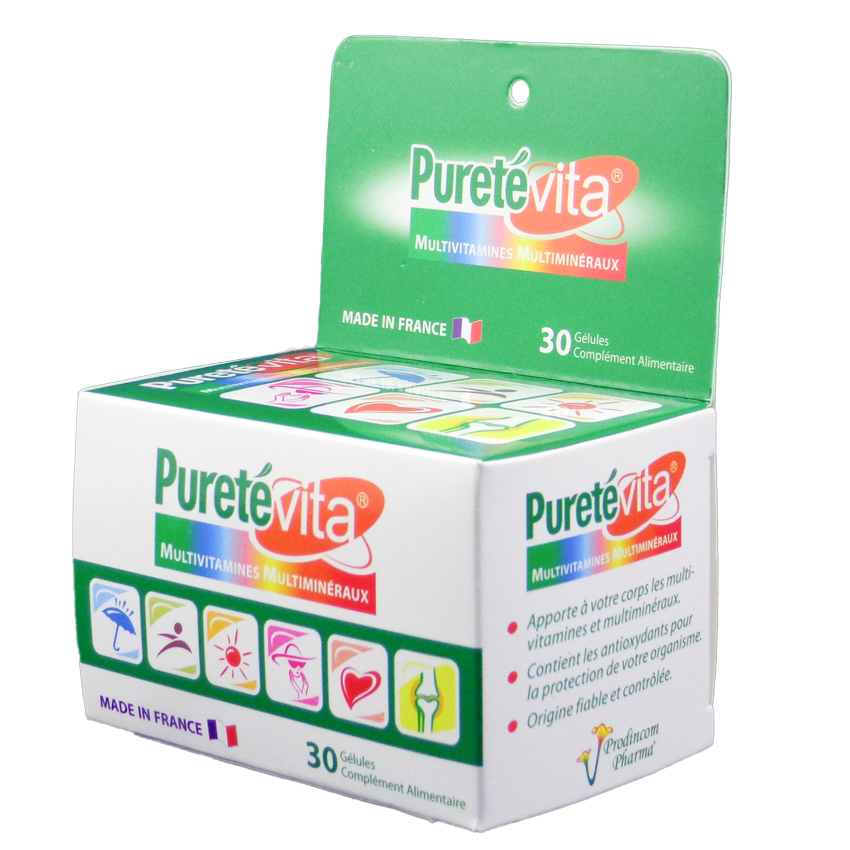 Puretévita®
MULTIVITAMINES MULTIMINÉRAUX
MADE IN FRANCE
30 Gélules
Complément Alimentaire
Puretévita
Puretévita®
MULTIVITAMINES MULTIMINÉRAUX
MADE IN FRANCE
30 Gélules
Complément Alimentaire
Puretévita®
MULTIVITAMINES MULTIMINÉRAUX
• Apporte à votre corps les multi-
vitamines et multiminéraux.
• Contient les antioxydants pour
la protection de votre organisme.
• Origine fiable et contrôlée.
Prodincom
Pharma®